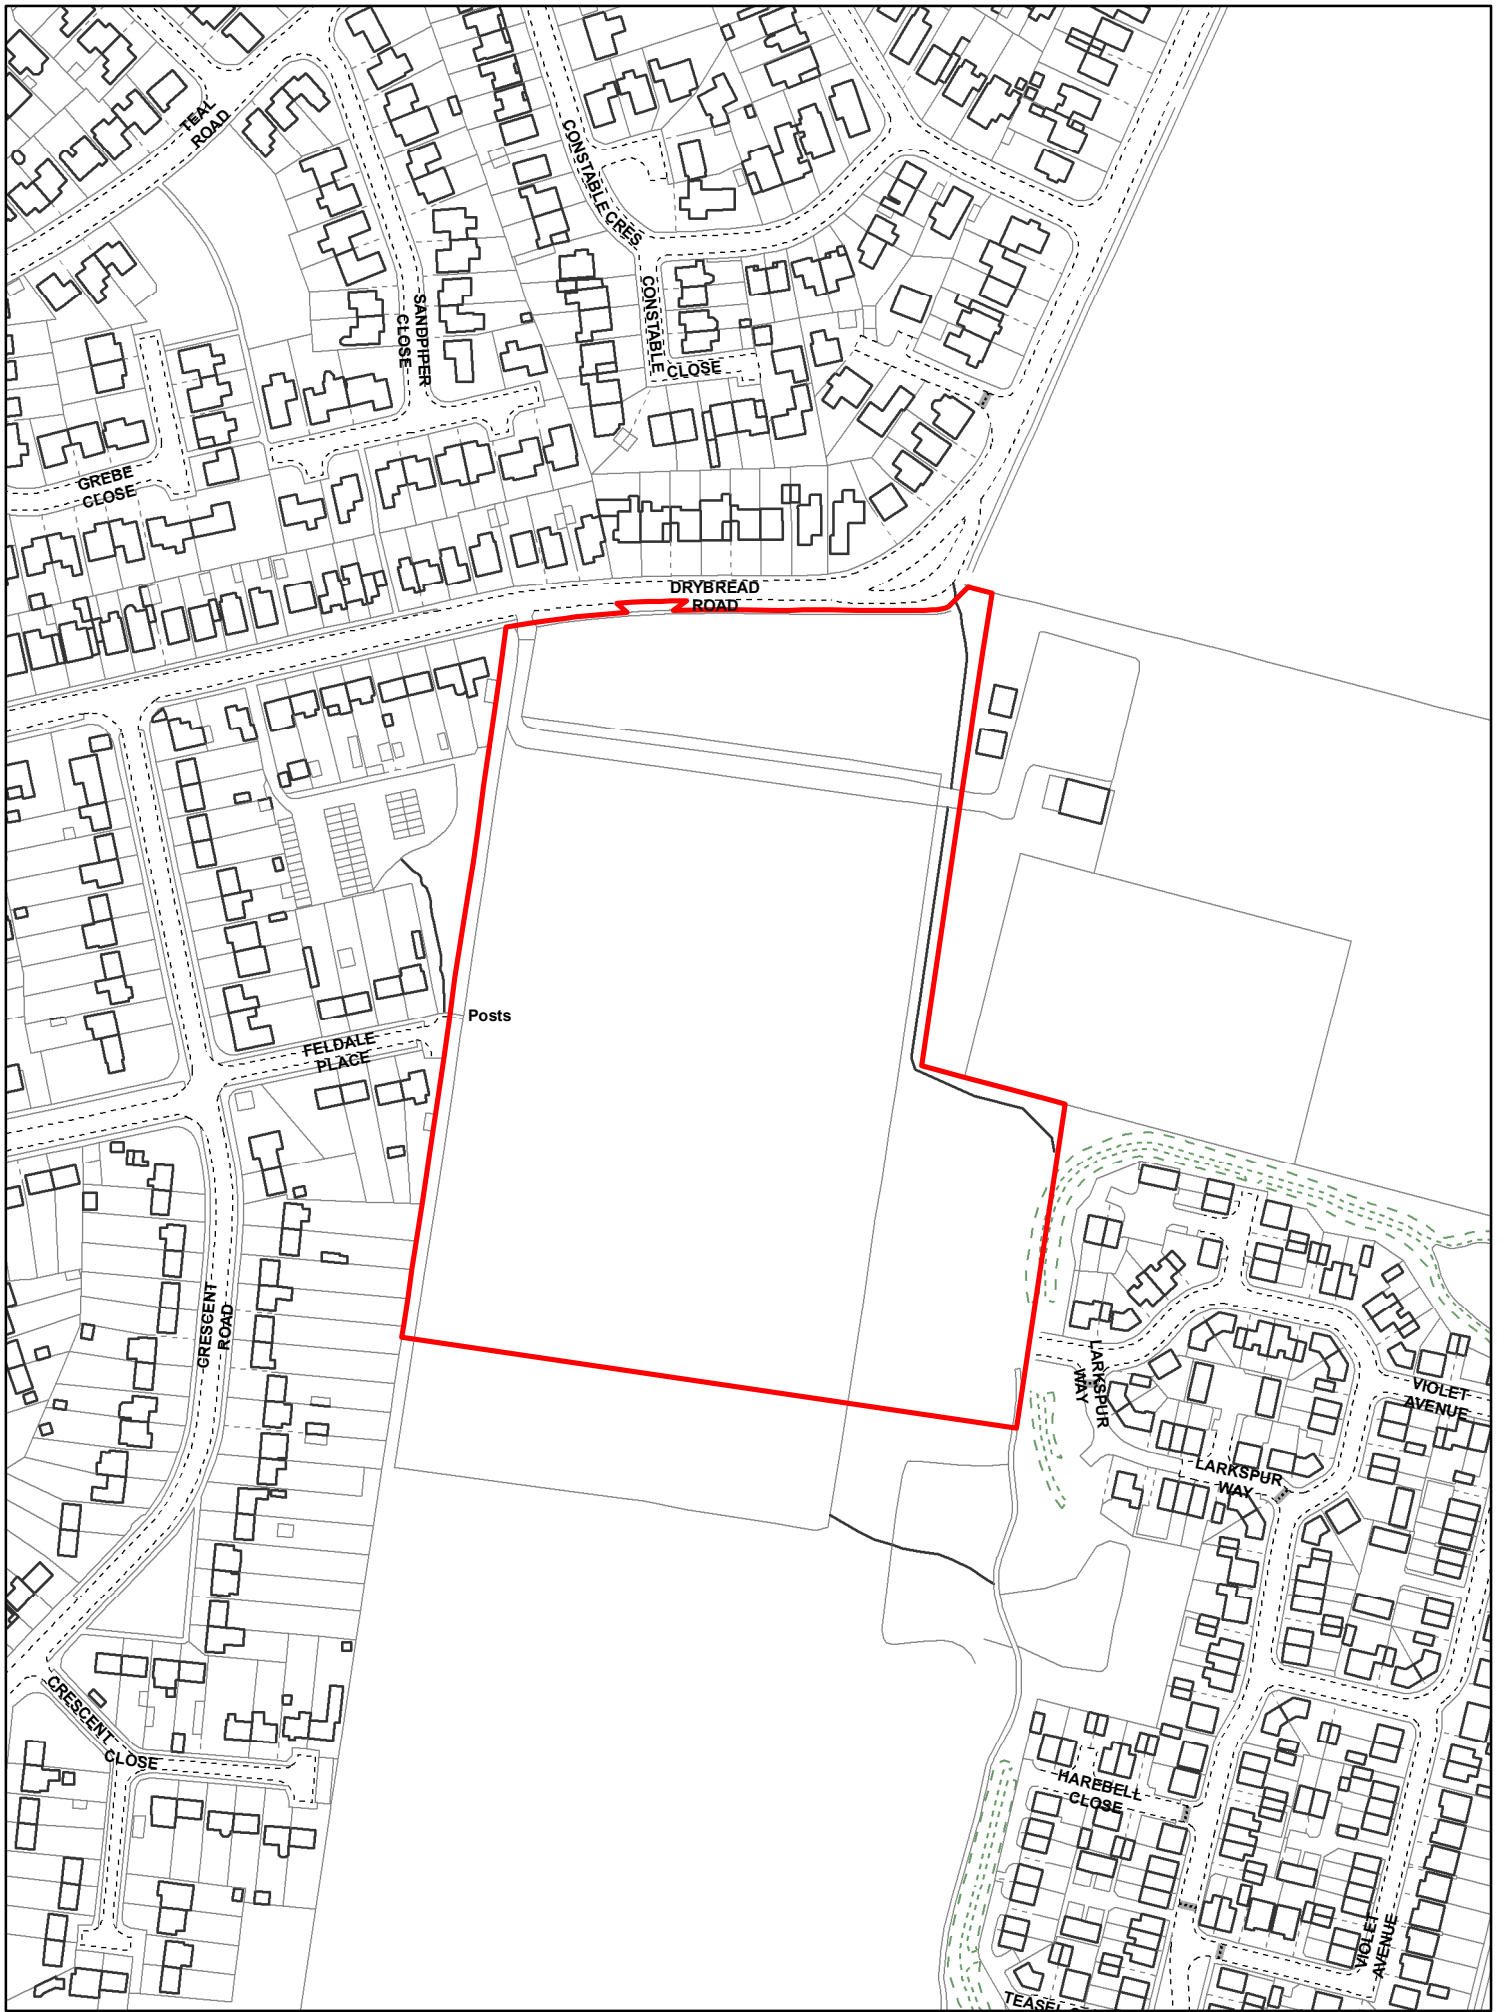 TEAL
ROAD
CONSTABLE CRES
SANDPIPER
CLOSE
CONSTABLE
CLOSE
GREBE
CLOSE
DRYBREAD
ROAD
Posts
FELDALE
PLACE
CRESCENT
ROAD
LARKSPUR
WAY
VIOLET
AVENUE
LARKSPUR
WAY
CRESCENT
CLOSE
HAREBELL
CLOSE
VIOLET
AVENUE
TEASEL